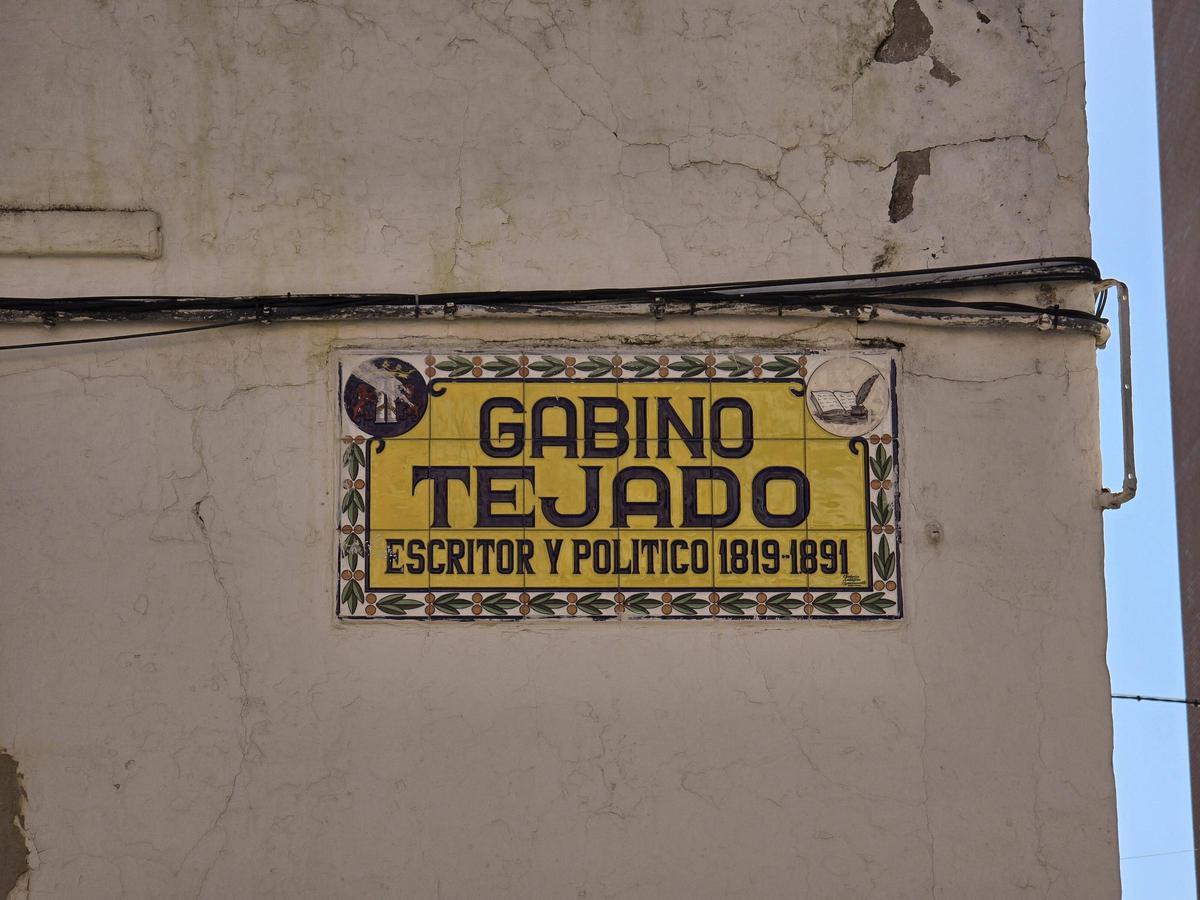 GABINO
TEJADO
ESCRITOR Y POLITICO 1819-1891